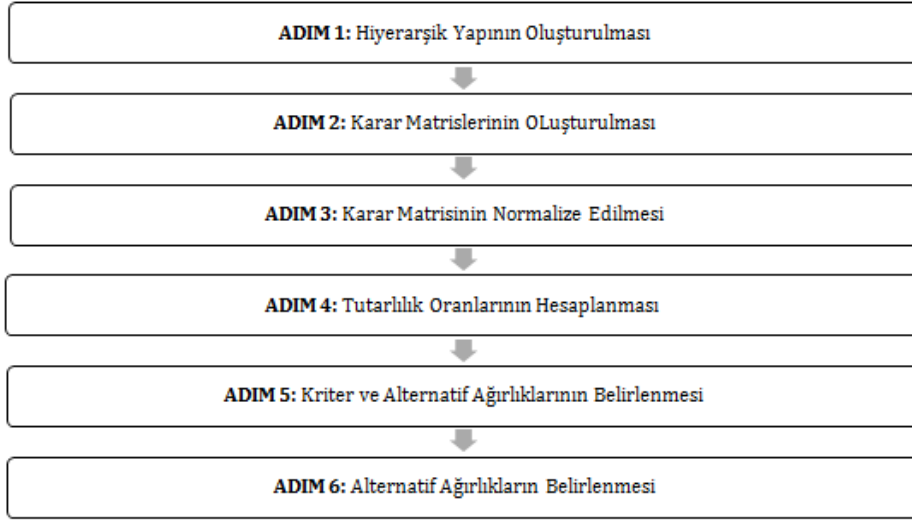 ADIM 1: Hiyerarşik Yapının Oluşturulması
ADIM 2: Karar Matrislerinin OLuşturulması
ADIM 3: Karar Matrisinin Normalize Edilmesi
ADIM 4: Tutarlılık Oranlarının Hesaplanması
ADIM 5: Kriter ve Alternatif Ağırlıklarının Belirlenmesi
ADIM 6: Alternatif Ağırlıkların Belirlenmesi